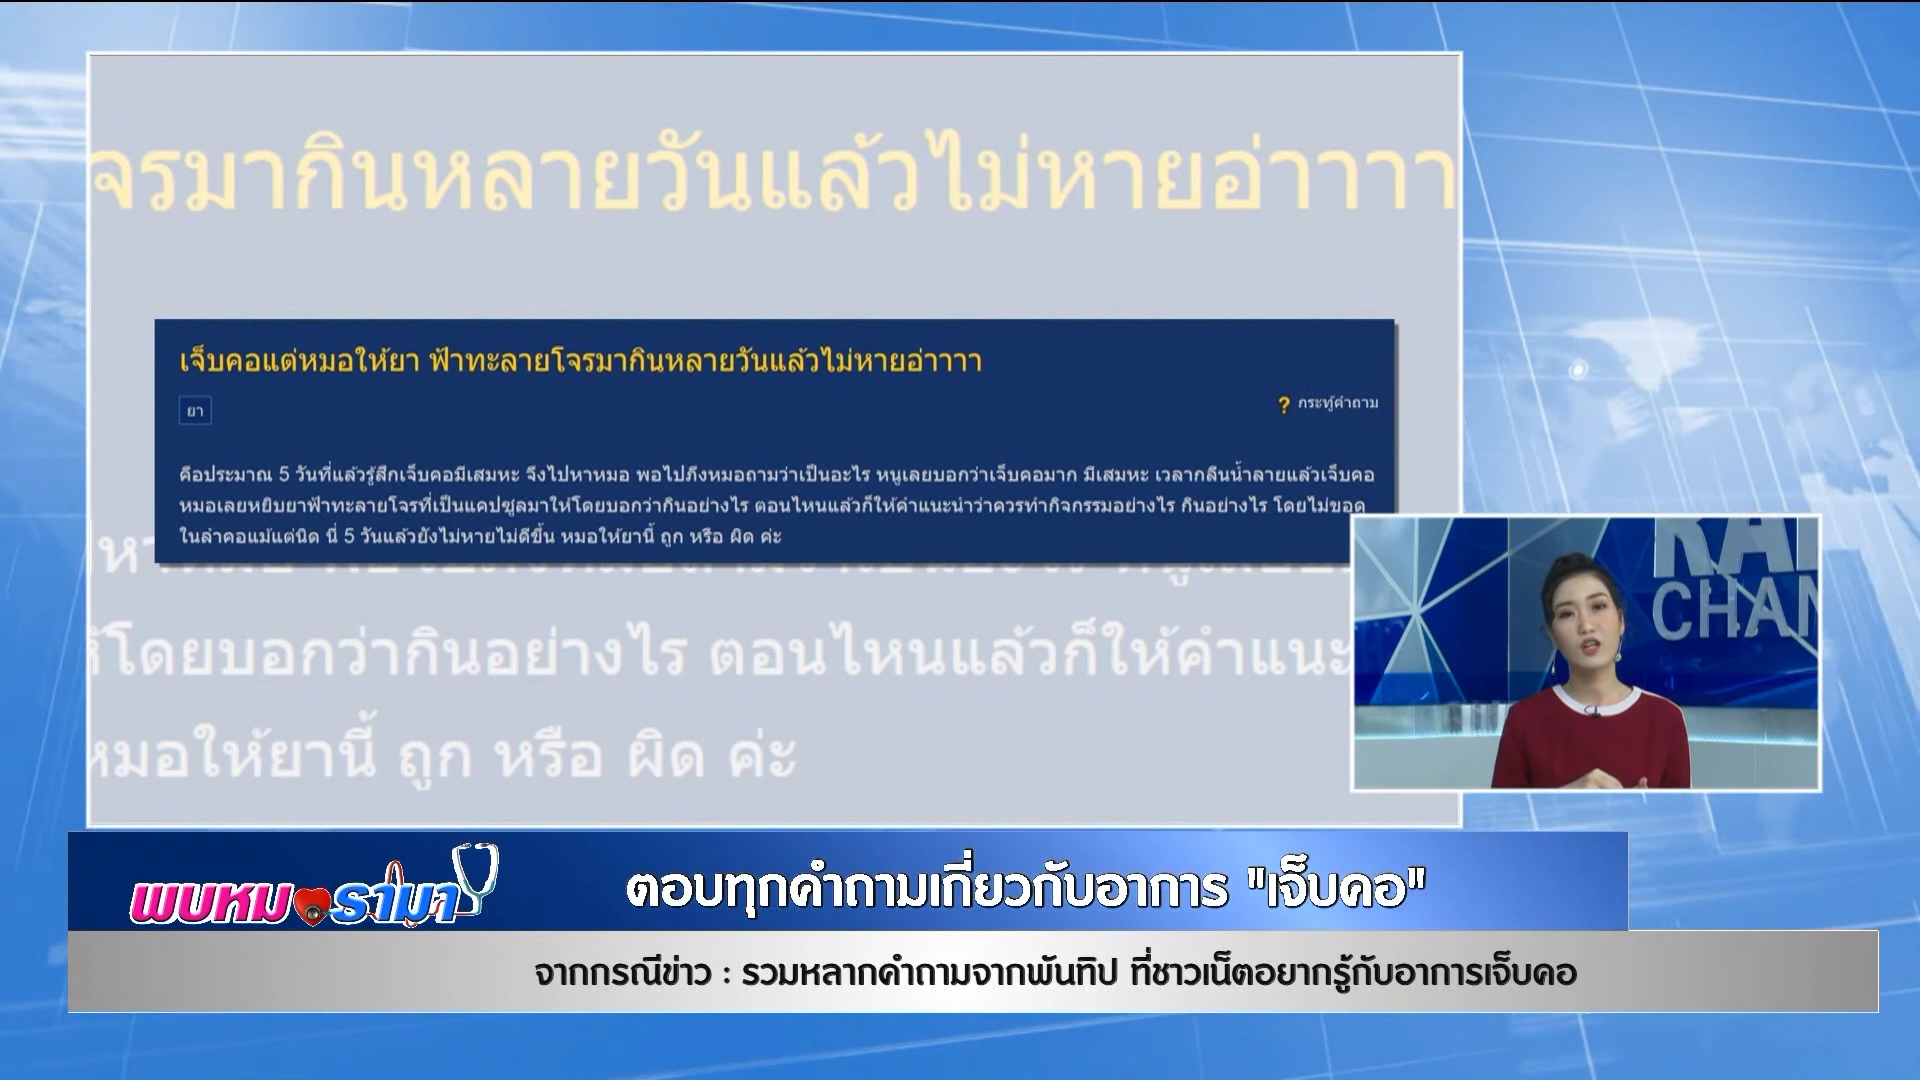 จรมากินหลายวันแล้วไม่หายอ่าาาา
เจ็บคอแต่หมอให้ยา ฟ้าทะลายโจรมากินหลายวันแล้วไม่หายอ่าาาา
ยา
? กระทู้คำถาม
คือประมาณ 5 วันที่แล้วรู้สึกเจ็บคอมีเสมหะ จึงไปหาหมอ พอไปถึงหมอถามว่าเป็นอะไร หนูเลยบอกว่าเจ็บคอมาก มีเสมหะ เวลากลืนน้ำลายแล้วเจ็บคอ
หมอเลยหยิบยาฟ้าทะลายโจรที่เป็นแคปซูลมาให้โดยบอกว่ากินอย่างไร ตอนไหนแล้วก็ให้คำแนะนำว่าควรทำกิจกรรมอย่างไร กินอย่างไร โดยไม่ขอดู
ในลำคอแม้แต่นิด นี่ 5 วันแล้วยังไม่หายไม่ดีขึ้น หมอให้ยานี้ ถูก หรือ ผิด ค่ะ
ห้โดยบอกว่ากินอย่างไร ตอนไหนแล้วก็ให้คำแนะ
หมอให้ยานี้ ถูก หรือ ผิด ค่ะ
CHAN
พบหมอรามา
ตอบทุกคำถามเกี่ยวกับอาการ "เจ็บคอ"
จากกรณีข่าว : รวมหลากคำถามจากพันทิป ที่ชาวเน็ตอยากรู้กับอาการเจ็บคอ